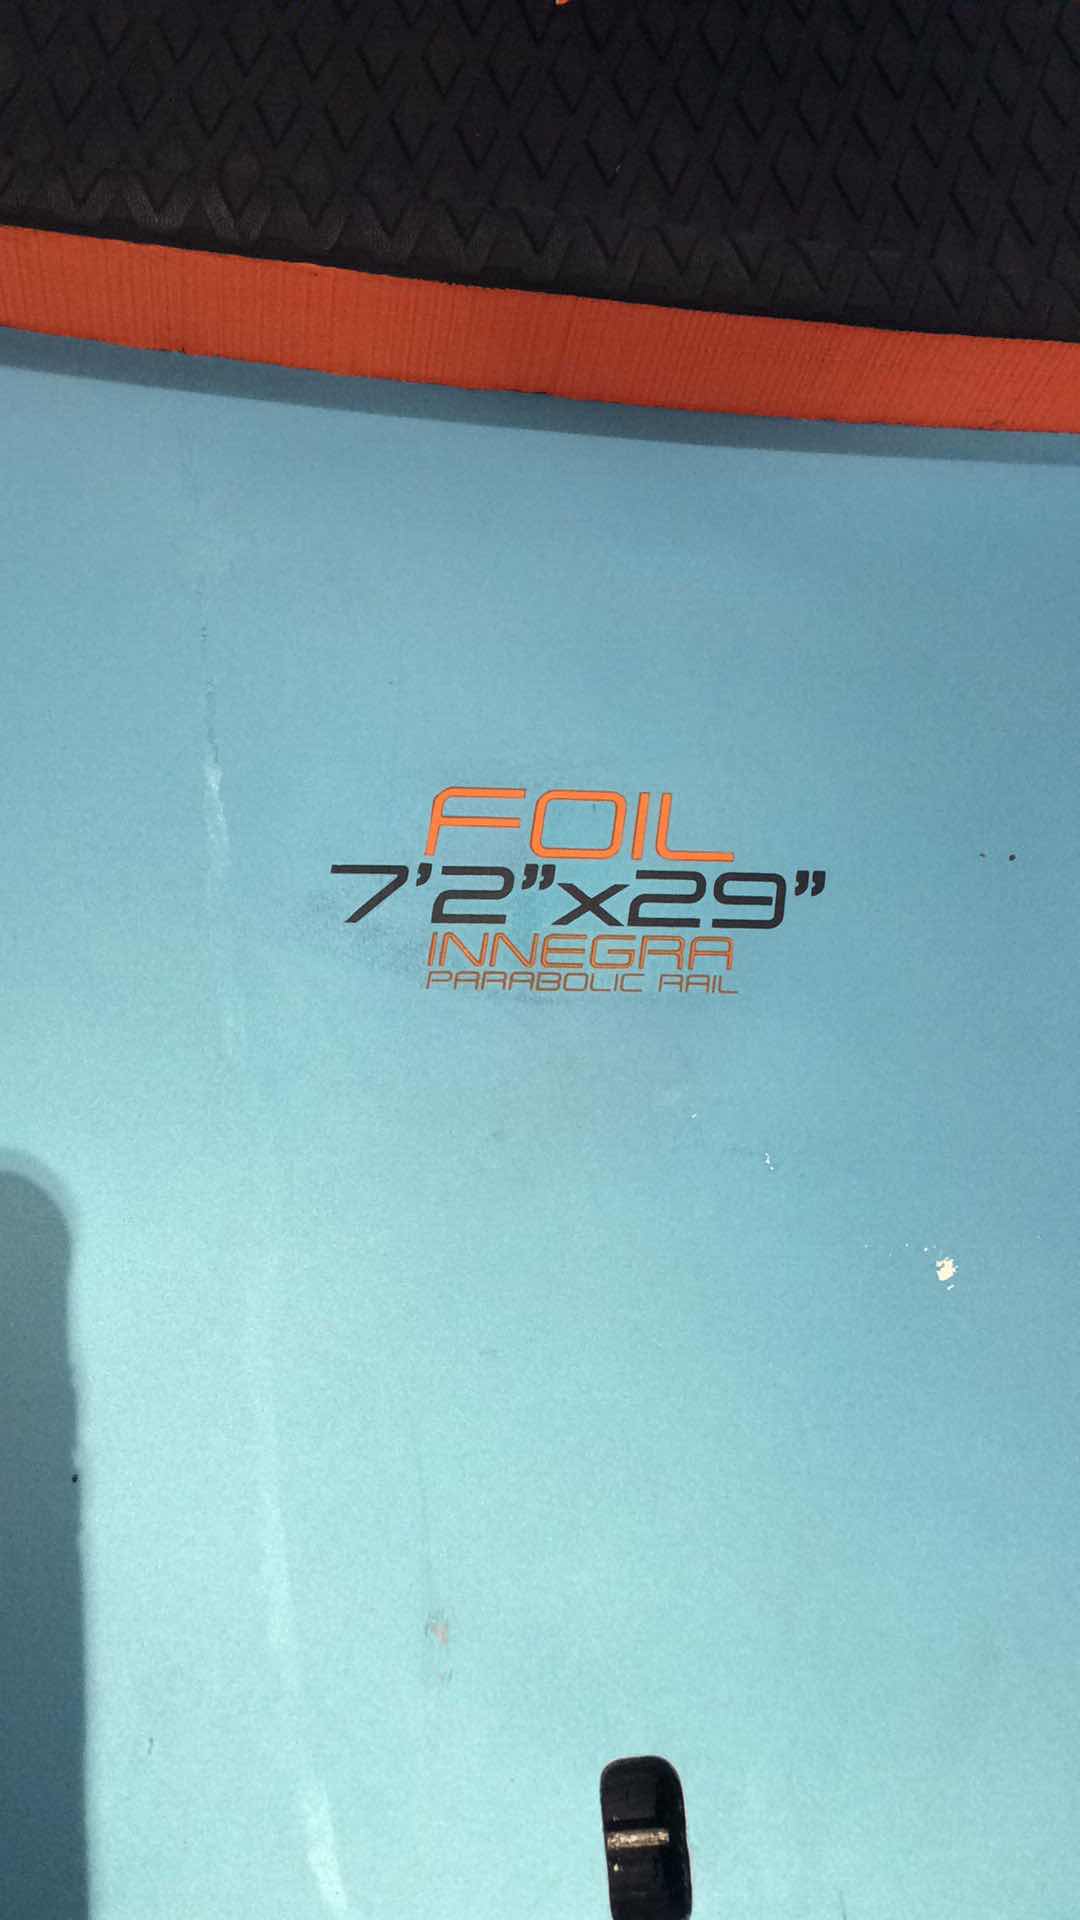 FOIL
7'2"x29"
INNEGRA
PARABOLIC RAIL